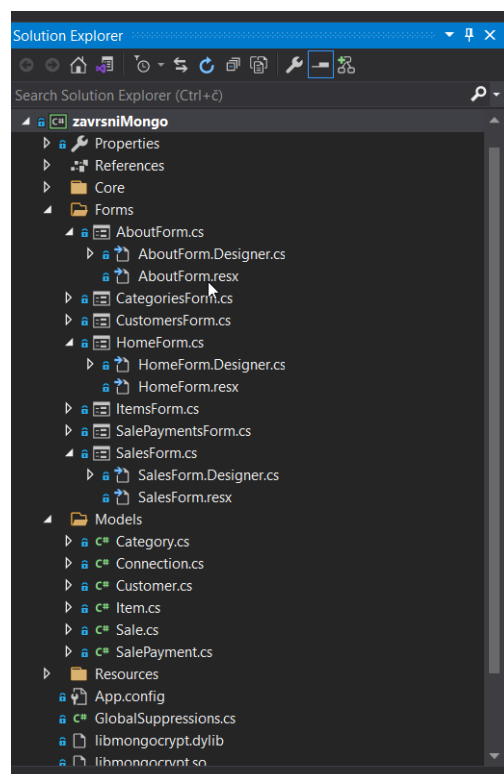 Solution Explorer
Search Solution Explorer (Ctrl+č)
C# zavrsniMongo
Properties
References
Core
Forms
AboutForm.cs
AboutForm.Designer.cs
AboutForm.resx
CategoriesForm.cs
CustomersForm.cs
HomeForm.cs
HomeForm.Designer.cs
HomeForm.resx
ItemsForm.cs
SalePaymentsForm.cs
SalesForm.cs
SalesForm.Designer.cs
SalesForm.resx
Models
C# Category.cs
C# Connection.cs
C# Customer.cs
C# Item.cs
C# Sale.cs
C# SalePayment.cs
Resources
App.config
C# GlobalSuppressions.cs
libmongocrypt.dylib
libmongocrypt.so